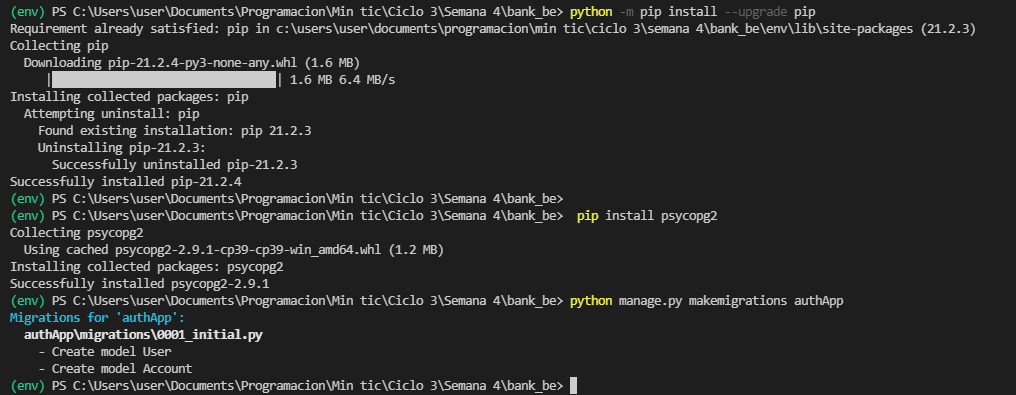 (env) PS C:\Users\user\Documents\Programacion\Min tic\Ciclo 3\Semana 4\bank_be> python -m pip install --upgrade pip
Requirement already satisfied: pip in c:\users\user\documents\programacion\min tic\ciclo 3\semana 4\bank_be\env\lib\site-packages (21.2.3)
Collecting pip
  Downloading pip-21.2.4-py3-none-any.whl (1.6 MB)
     |████████████████████████████████| 1.6 MB 6.4 MB/s
Installing collected packages: pip
  Attempting uninstall: pip
    Found existing installation: pip 21.2.3
    Uninstalling pip-21.2.3:
      Successfully uninstalled pip-21.2.3
Successfully installed pip-21.2.4
(env) PS C:\Users\user\Documents\Programacion\Min tic\Ciclo 3\Semana 4\bank_be>
(env) PS C:\Users\user\Documents\Programacion\Min tic\Ciclo 3\Semana 4\bank_be>  pip install psycopg2
Collecting psycopg2
  Using cached psycopg2-2.9.1-cp39-cp39-win_amd64.whl (1.2 MB)
Installing collected packages: psycopg2
Successfully installed psycopg2-2.9.1
(env) PS C:\Users\user\Documents\Programacion\Min tic\Ciclo 3\Semana 4\bank_be> python manage.py makemigrations authApp
Migrations for 'authApp':
  authApp\migrations\0001_initial.py
    - Create model User
    - Create model Account
(env) PS C:\Users\user\Documents\Programacion\Min tic\Ciclo 3\Semana 4\bank_be>